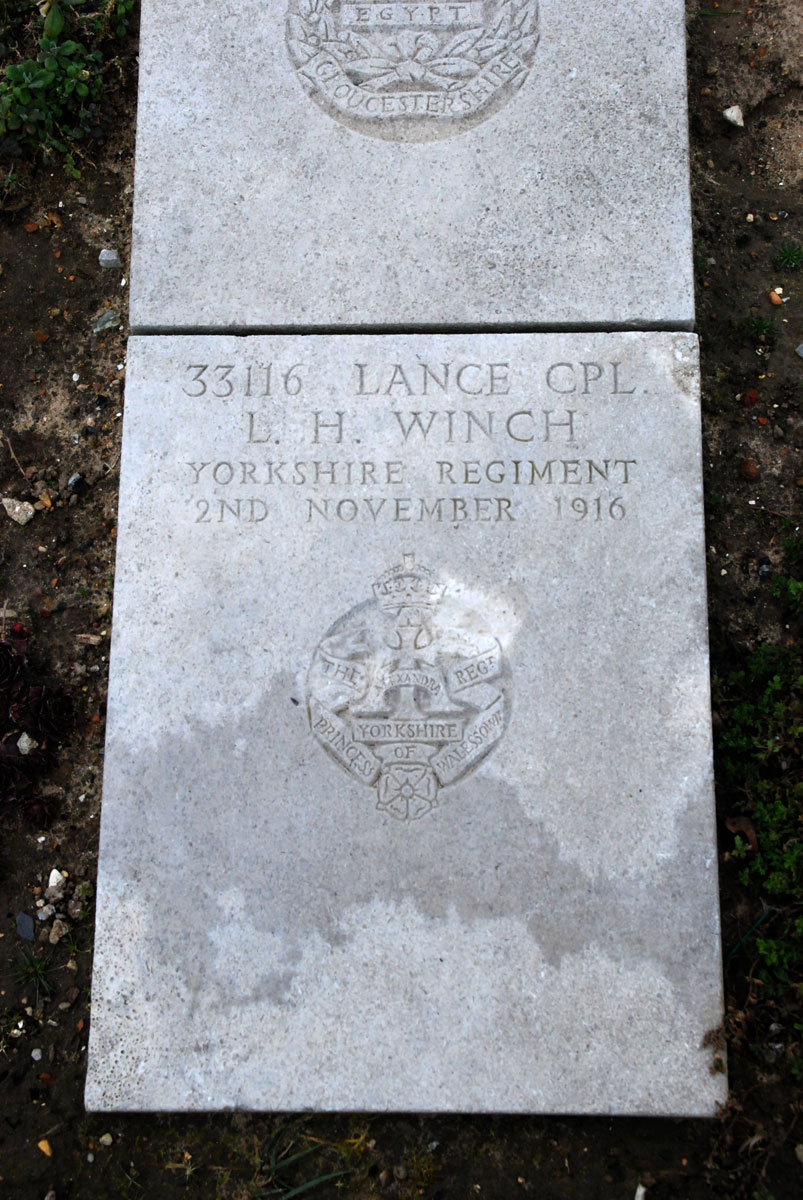 EGYPT
GLOUCESTERSHIRE
33116 LANCE CPL.
L. H. WINCH
YORKSHIRE REGIMENT
2ND NOVEMBER 1916
THE ALEXANDRA REGT
YORKSHIRE
PRINCESS OF WALES'S OWN